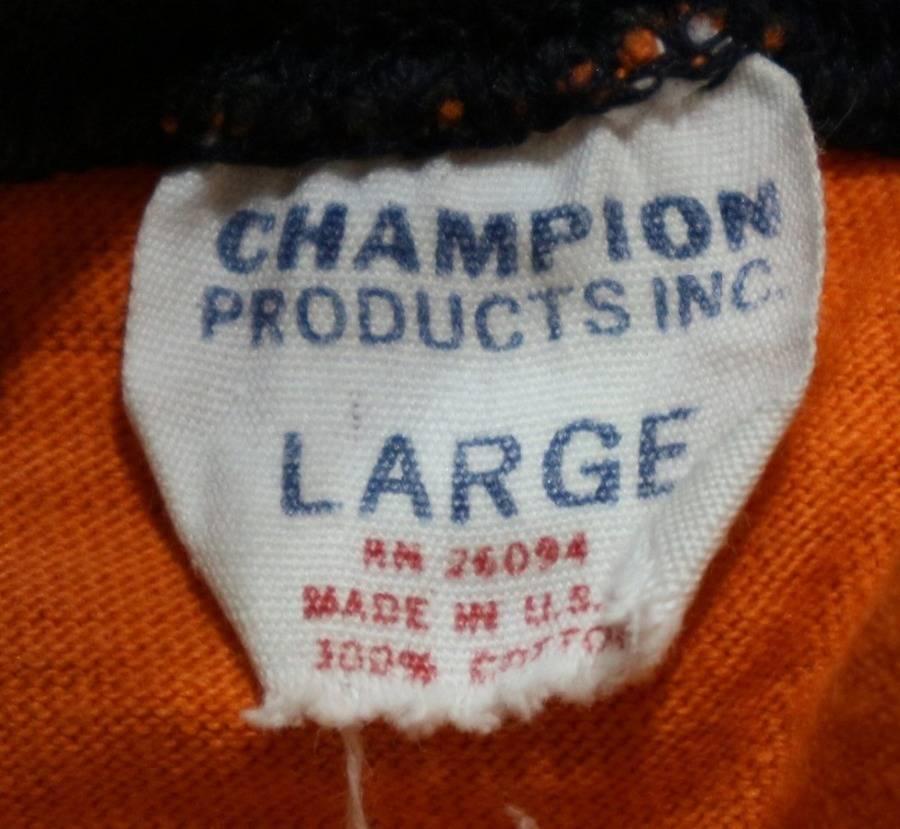 CHAMPION
PRODUCTS INC.
LARGE
RN 26094
MADE IN U.S.
100% COTTON